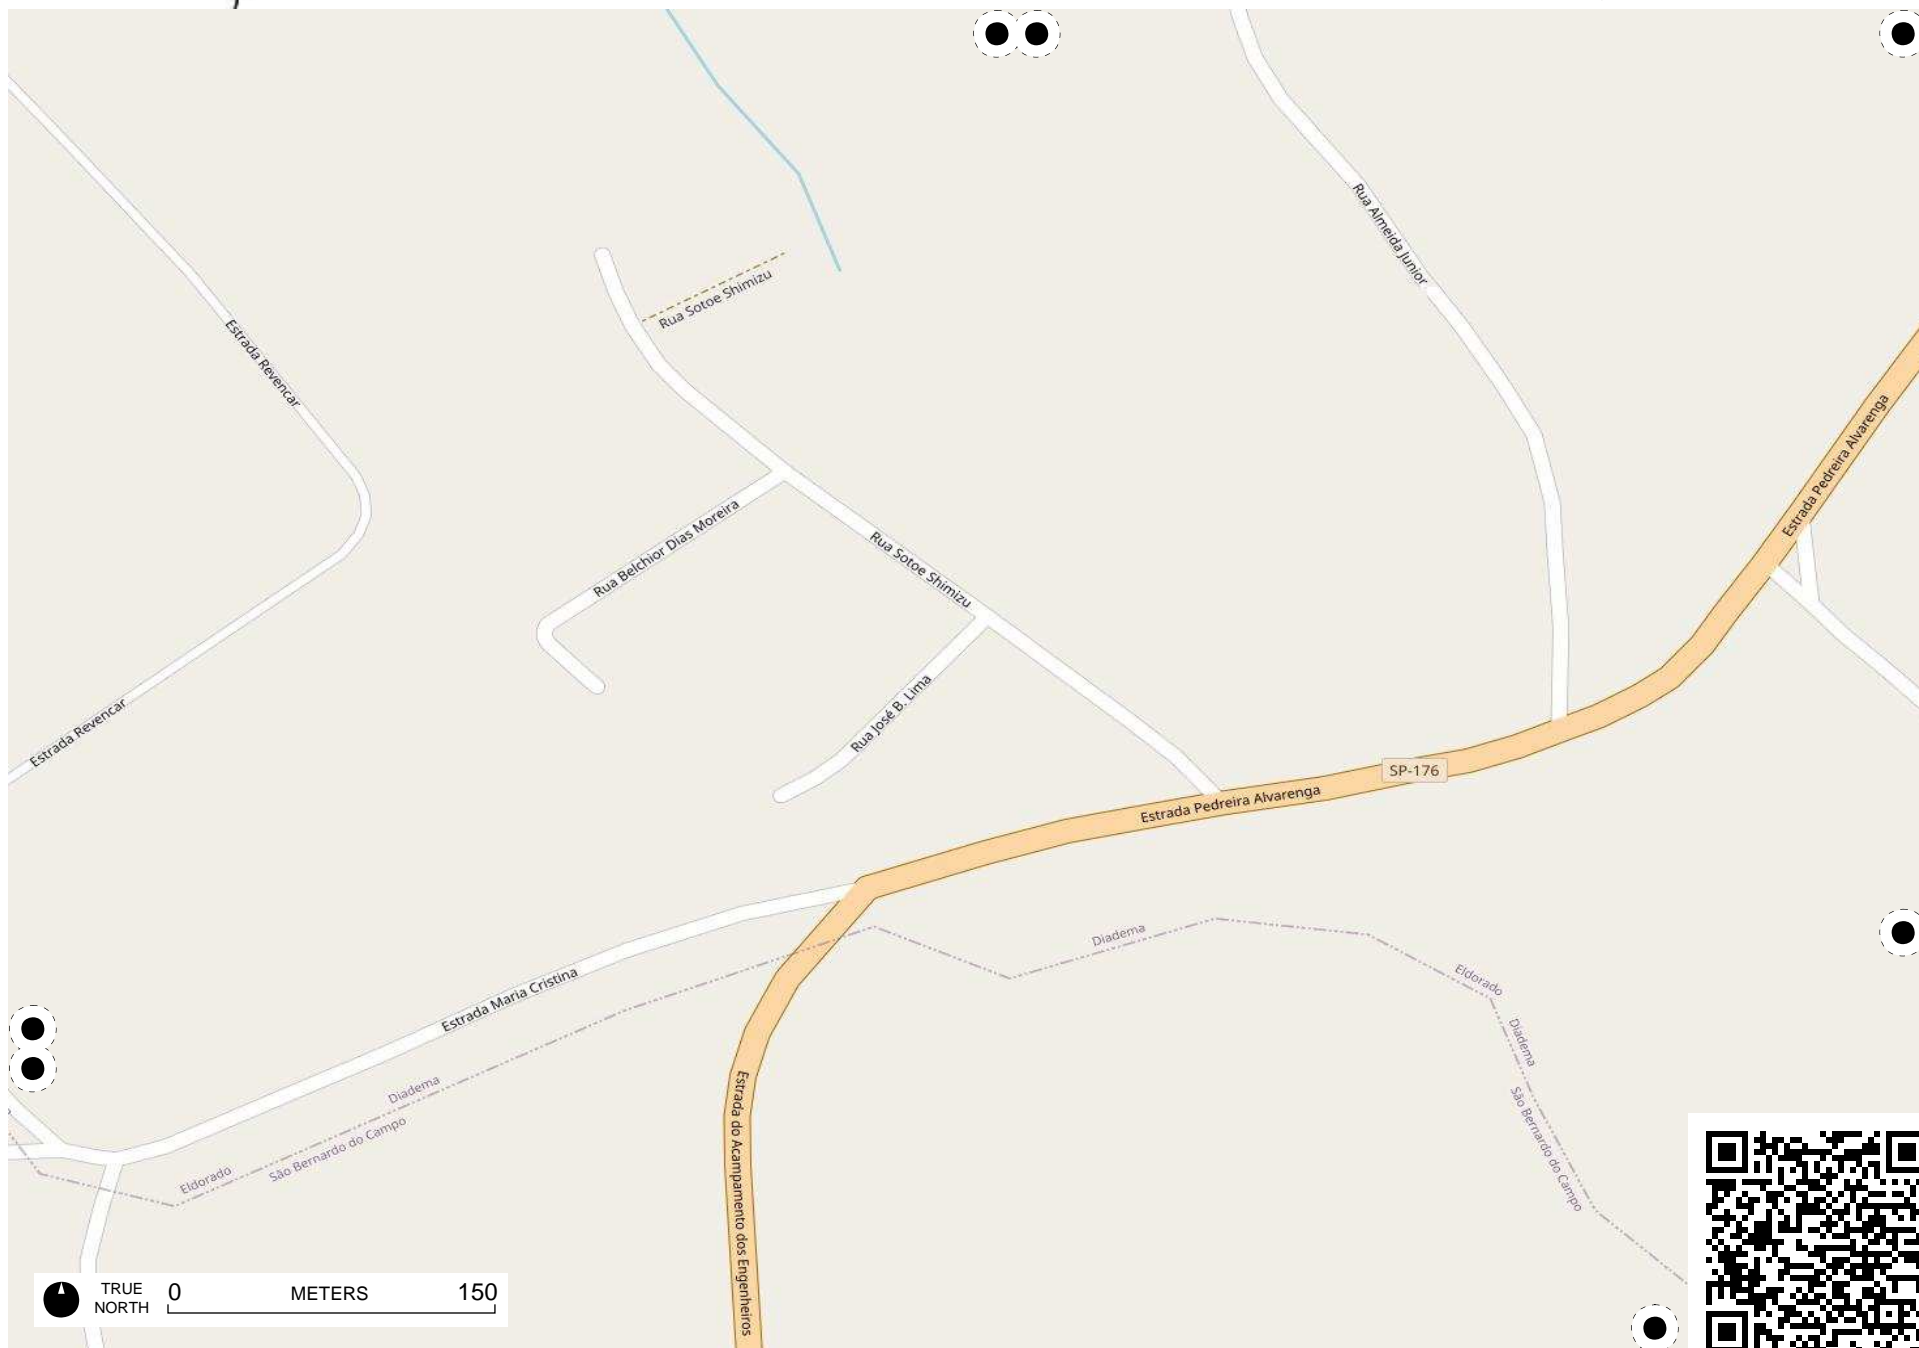 Rua Almeida Junior
Rua Sotoe Shimizu
Estrada Revencar
Estrada Pedreira Alvarenga
Rua Belchior Dias Moreira
Rua Sotoe Shimizu
Rua José B. Lima
Estrada Revencar
SP-176
Estrada Pedreira Alvarenga
Diadema
Eldorado
Estrada Maria Cristina
Diadema
Diadema
São Bernardo do Campo
São Bernardo do Campo
Eldorado
Estrada do Acampamento dos Engenheiros
TRUE
NORTH
0 METERS 150